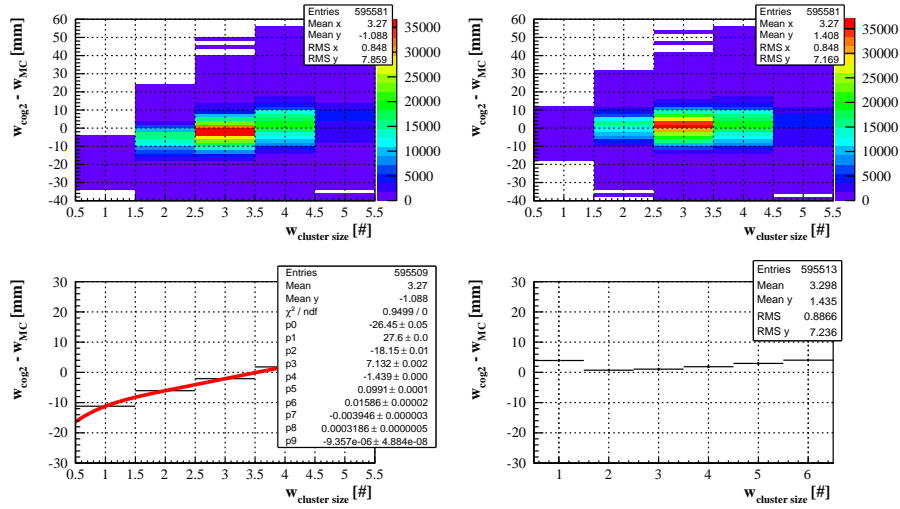 w_cog2 - w_MC [mm]
60
50
40
30
20
10
0
-10
-20
-30
-40
0.5 1 1.5 2 2.5 3 3.5 4 4.5 5 5.5
w_cluster size [#]
Entries 595581
Mean x 3.27
Mean y -1.088
RMS x 0.848
RMS y 7.859
35000
30000
25000
20000
15000
10000
5000
0
w_cog2 - w_MC [mm]
60
50
40
30
20
10
0
-10
-20
-30
-40
0.5 1 1.5 2 2.5 3 3.5 4 4.5 5 5.5
w_cluster size [#]
Entries 595581
Mean x 3.27
Mean y 1.408
RMS x 0.848
RMS y 7.169
35000
30000
25000
20000
15000
10000
5000
0
w_cog2 - w_MC [mm]
30
20
10
0
-10
-20
-30
0.5 1 1.5 2 2.5 3 3.5 4 4.5 5 5.5
w_cluster size [#]
Entries 595509
Mean 3.27
Mean y -1.088
χ² / ndf 0.9499 / 0
p0 -26.45 ± 0.05
p1 27.6 ± 0.0
p2 -18.15 ± 0.01
p3 7.132 ± 0.002
p4 -1.439 ± 0.000
p5 0.0991 ± 0.0001
p6 0.01586 ± 0.00002
p7 -0.003946 ± 0.000003
p8 0.0003186 ± 0.0000005
p9 -9.357e-06 ± 4.884e-08
w_cog2 - w_MC [mm]
30
20
10
0
-10
-20
-30
1 2 3 4 5 6
w_cluster size [#]
Entries 595513
Mean 3.298
Mean y 1.435
RMS 0.8866
RMS y 7.236